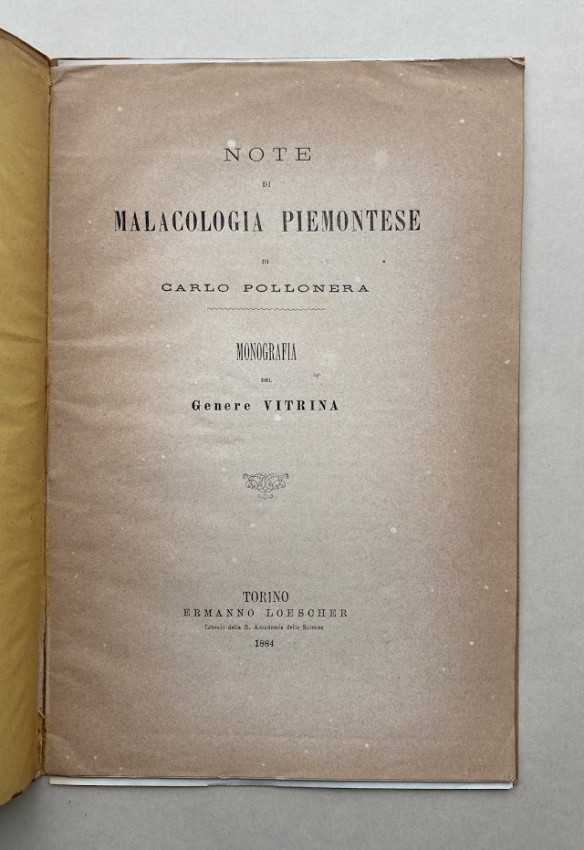 NOTE
DI
MALACOLOGIA PIEMONTESE
DI
CARLO POLLONERA
MONOGRAFIA
DEL
Genere VITRINA
TORINO
ERMANNO LOESCHER
Libraio della R. Accademia delle Scienze
1884